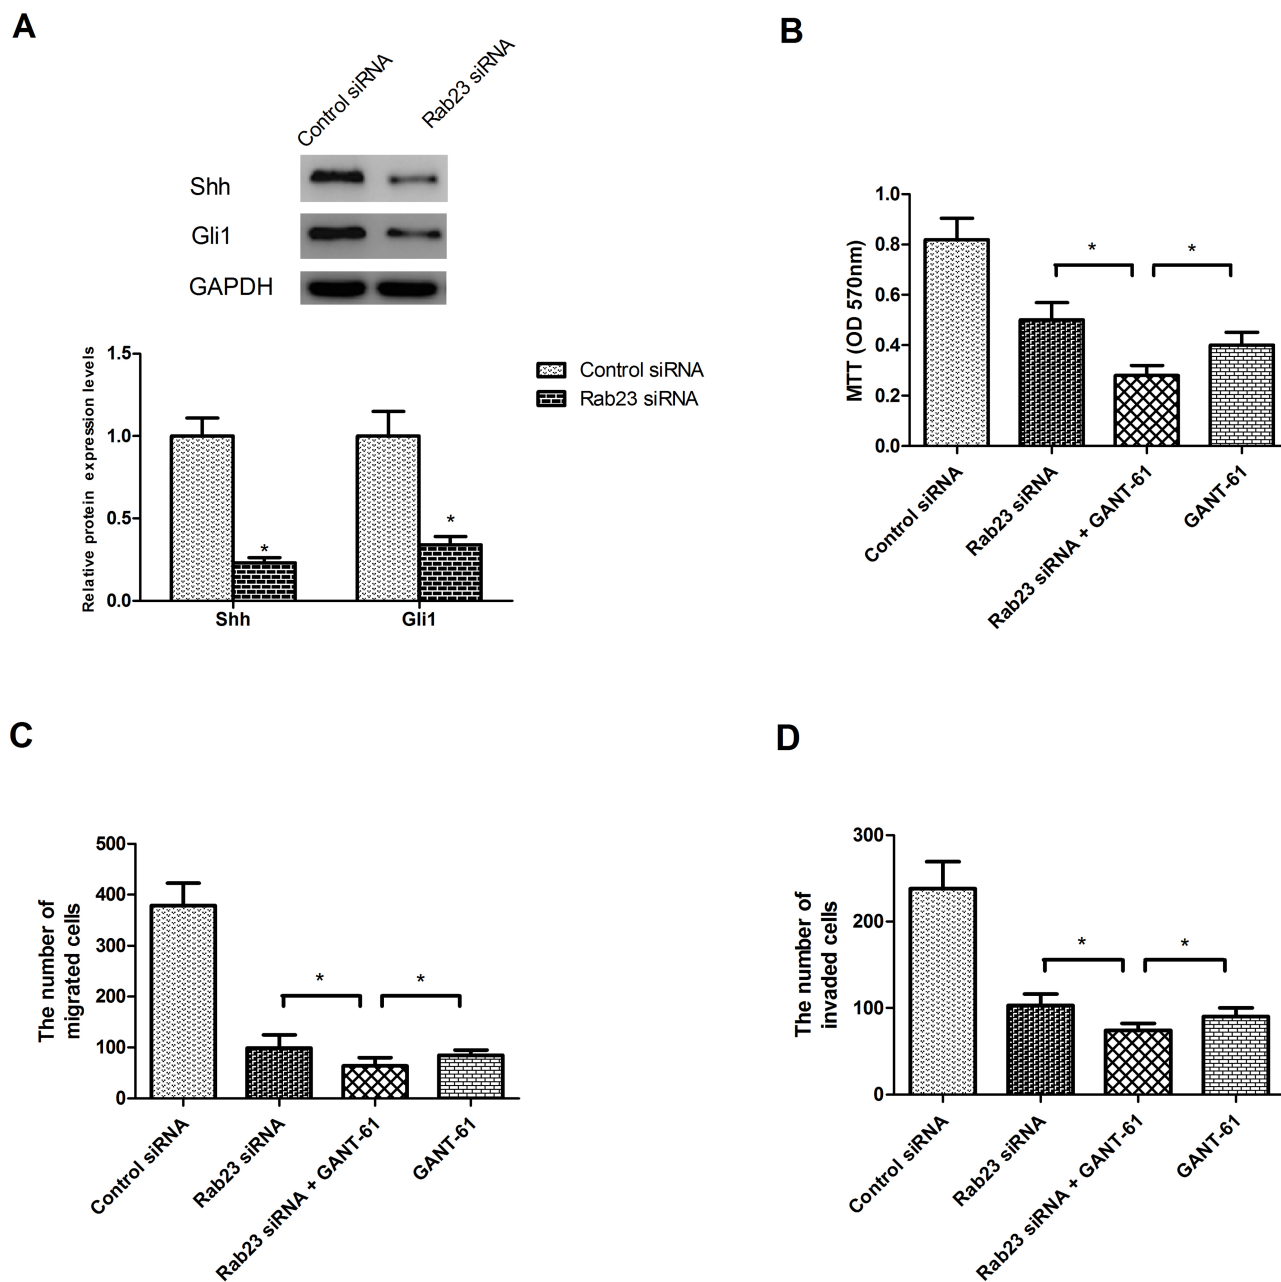 A
Control siRNA
Rab23 siRNA
Shh
Gli1
GAPDH
Relative protein expression levels
1.5
1.0
0.5
0.0
*
*
Shh
Gli1
Control siRNA
Rab23 siRNA
B
MTT (OD 570nm)
1.0
0.8
0.6
0.4
0.2
0.0
*
*
Control siRNA
Rab23 siRNA
Rab23 siRNA + GANT-61
GANT-61
C
The number of
migrated cells
500
400
300
200
100
0
*
*
Control siRNA
Rab23 siRNA
Rab23 siRNA + GANT-61
GANT-61
D
The number of
invaded cells
300
200
100
0
*
*
Control siRNA
Rab23 siRNA
Rab23 siRNA + GANT-61
GANT-61